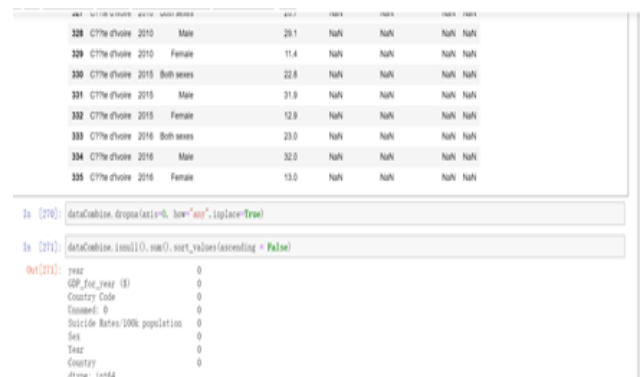 328 C??te d'Ivoire 2010 Male 29.1 NaN NaN NaN NaN
329 C??te d'Ivoire 2010 Female 11.4 NaN NaN NaN NaN
330 C??te d'Ivoire 2015 Both sexes 22.8 NaN NaN NaN NaN
331 C??te d'Ivoire 2015 Male 31.9 NaN NaN NaN NaN
332 C??te d'Ivoire 2015 Female 12.9 NaN NaN NaN NaN
333 C??te d'Ivoire 2016 Both sexes 23.0 NaN NaN NaN NaN
334 C??te d'Ivoire 2016 Male 32.0 NaN NaN NaN NaN
335 C??te d'Ivoire 2016 Female 13.0 NaN NaN NaN NaN
In [270]: dataCombine.dropna(axis=0, how="any",inplace=True)
In [271]: dataCombine.isnull().sum().sort_values(ascending = False)
Out[271]: year 0
GDP_for_year ($) 0
Country Code 0
Unnamed: 0 0
Suicide Rates/100k population 0
Sex 0
Year 0
Country 0
dtype: int64